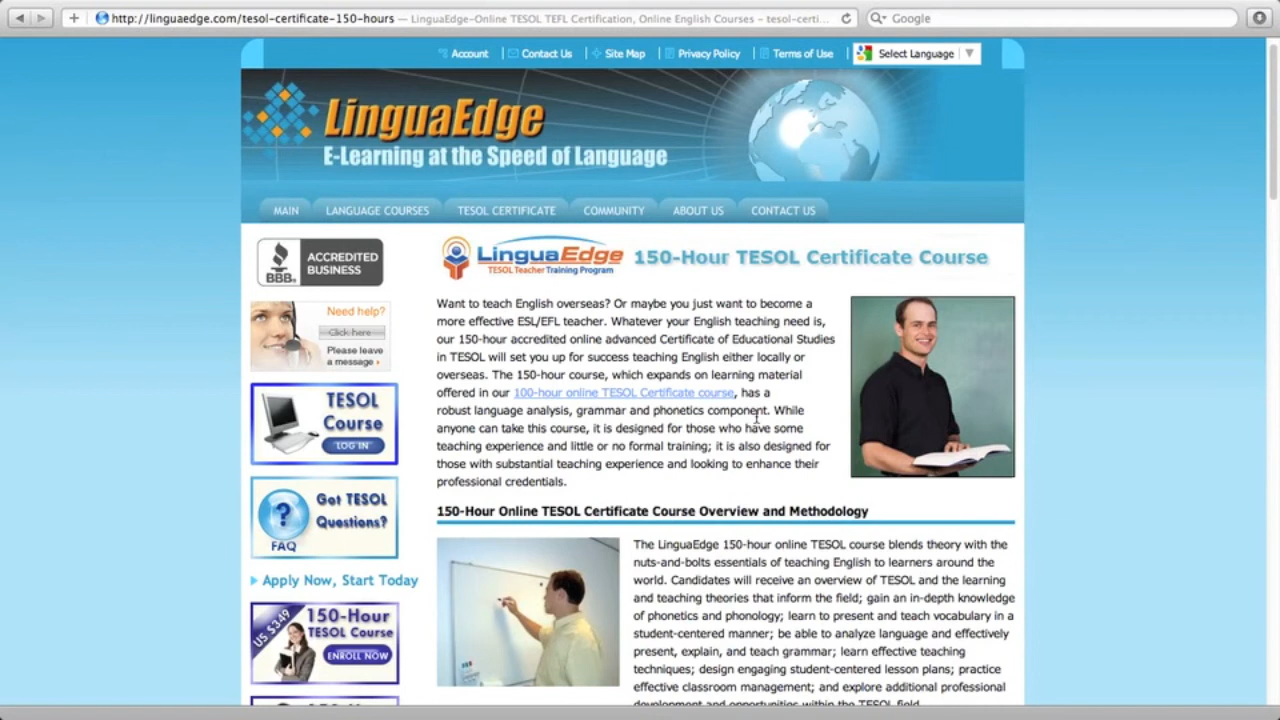 http://linguaedge.com/tesol-certificate-150-hours — LinguaEdge-Online TESOL TEFL Certification, Online English Courses - tesol-certi...
Google
Account
Contact Us
Site Map
Privacy Policy
Terms of Use
Select Language
LinguaEdge
E-Learning at the Speed of Language
MAIN
LANGUAGE COURSES
TESOL CERTIFICATE
COMMUNITY
ABOUT US
CONTACT US
BBB.
ACCREDITED
BUSINESS
Need help?
Click here
Please leave
a message
TESOL
Course
LOG IN
Got TESOL
Questions?
?
FAQ
Apply Now, Start Today
US $349
150-Hour
TESOL Course
ENROLL NOW
LinguaEdge
TESOL Teacher Training Program
150-Hour TESOL Certificate Course
Want to teach English overseas? Or maybe you just want to become a
more effective ESL/EFL teacher. Whatever your English teaching need is,
our 150-hour accredited online advanced Certificate of Educational Studies
in TESOL will set you up for success teaching English either locally or
overseas. The 150-hour course, which expands on learning material
offered in our 100-hour online TESOL Certificate course, has a
robust language analysis, grammar and phonetics component. While
anyone can take this course, it is designed for those who have some
teaching experience and little or no formal training; it is also designed for
those with substantial teaching experience and looking to enhance their
professional credentials.
150-Hour Online TESOL Certificate Course Overview and Methodology
The LinguaEdge 150-hour online TESOL course blends theory with the
nuts-and-bolts essentials of teaching English to learners around the
world. Candidates will receive an overview of TESOL and the learning
and teaching theories that inform the field; gain an in-depth knowledge
of phonetics and phonology; learn to present and teach vocabulary in a
student-centered manner; be able to analyze language and effectively
present, explain, and teach grammar; learn effective teaching
techniques; design engaging student-centered lesson plans; practice
effective classroom management; and explore additional professional
development and opportunities within the TESOL field.